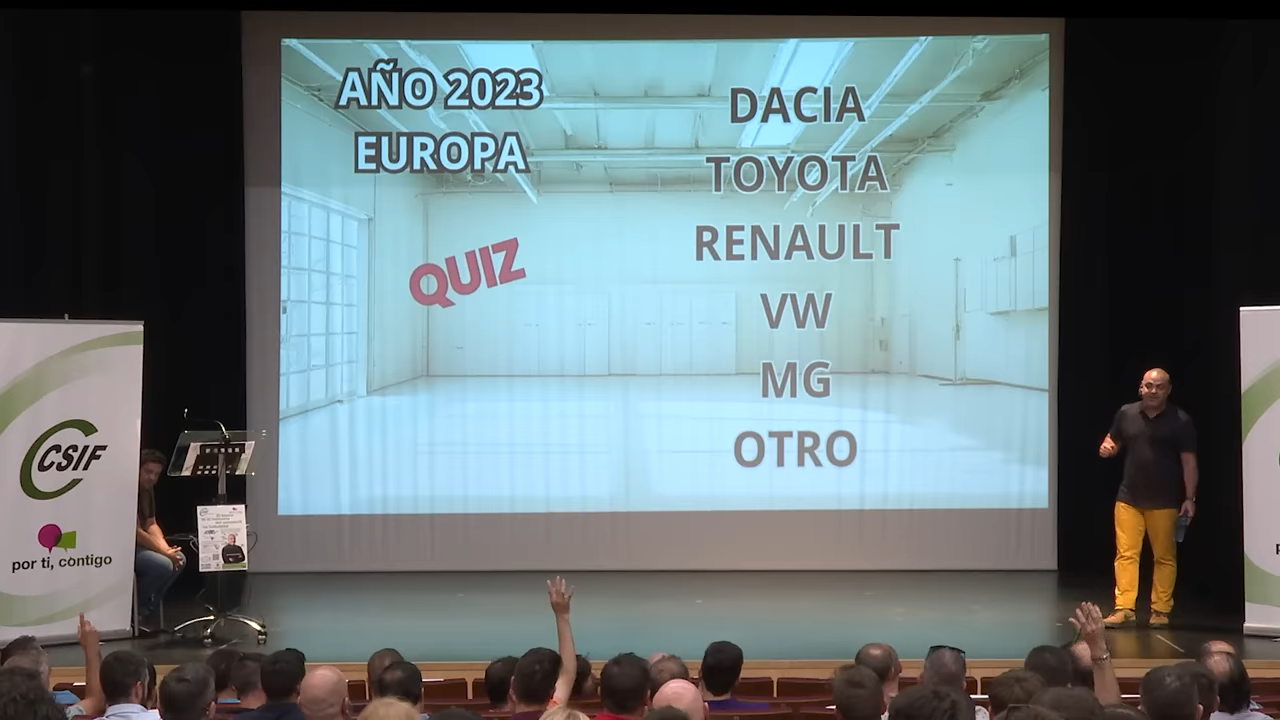 AÑO 2023
EUROPA
QUIZ
DACIA
TOYOTA
RENAULT
VW
MG
OTRO
CSIF
por ti, contigo